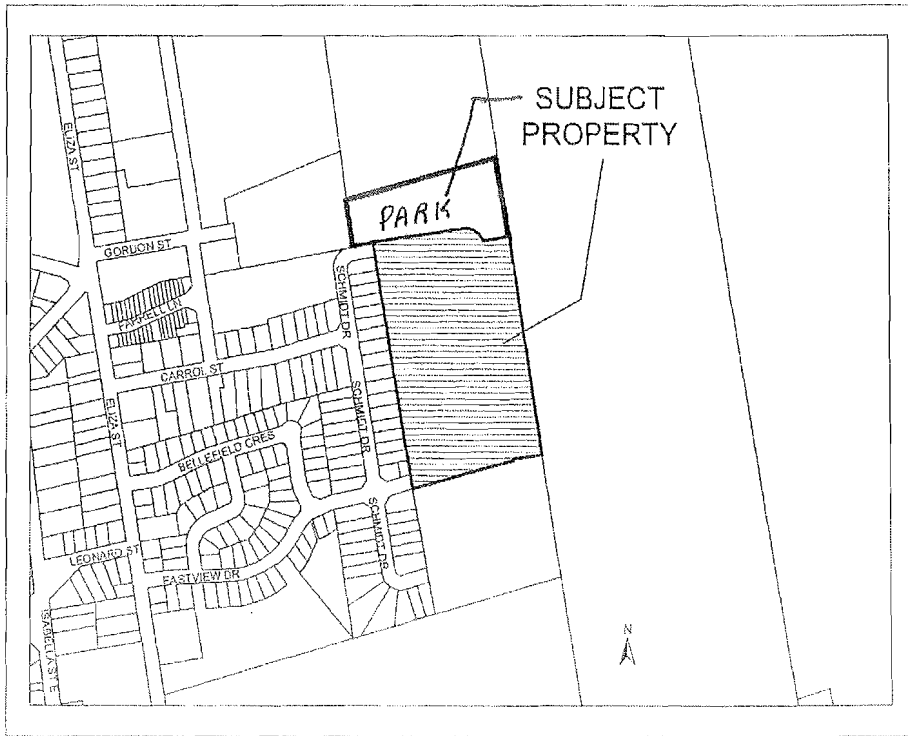 SUBJECT
PROPERTY
PARK
ELIZA ST
GORDON ST
SCHMIDT DR
FARRELL LN
CARROL ST
ELIZA ST
SCHMIDT DR
BELLEFIELD CRES
SCHMIDT DR
LEONARD ST
EASTVIEW DR
ISABELLA ST E
N